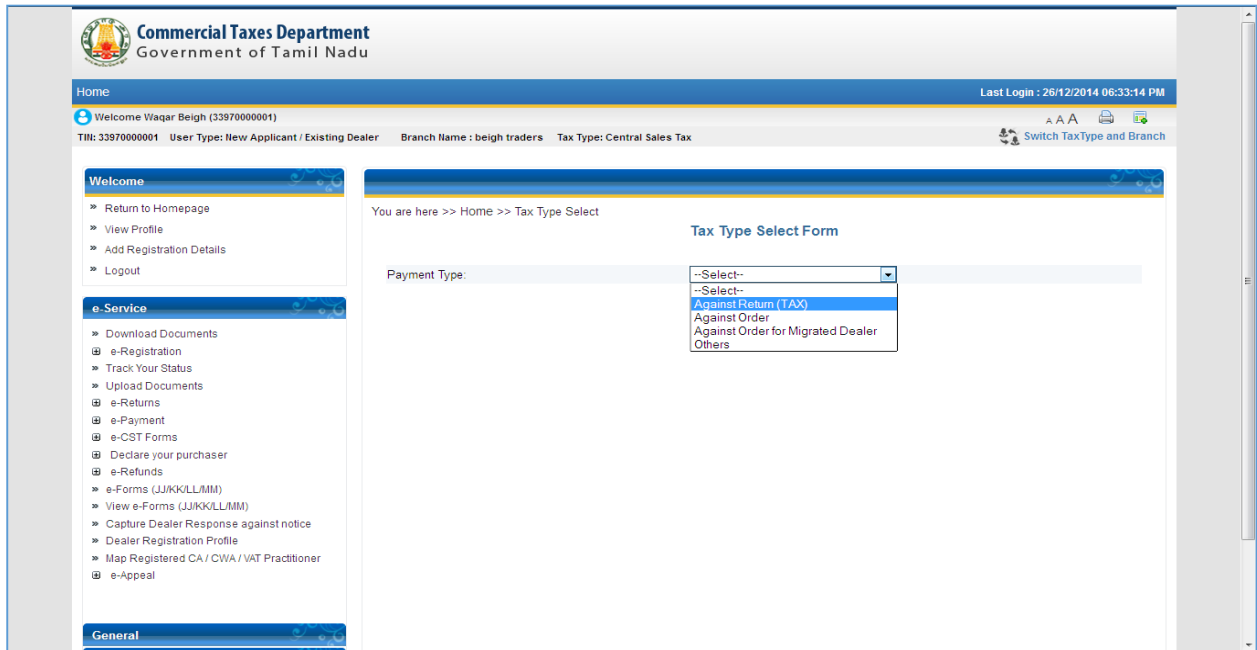 Commercial Taxes Department
Government of Tamil Nadu
Home
Last Login : 26/12/2014 06:33:14 PM
Welcome Waqar Beigh (33970000001)
A A A
TIN: 33970000001 User Type: New Applicant / Existing Dealer Branch Name : beigh traders Tax Type: Central Sales Tax
Switch TaxType and Branch
Welcome
» Return to Homepage
» View Profile
» Add Registration Details
» Logout
You are here >> Home >> Tax Type Select
Tax Type Select Form
Payment Type:
--Select--
--Select--
Against Return (TAX)
Against Order
Against Order for Migrated Dealer
Others
e-Service
» Download Documents
e-Registration
» Track Your Status
» Upload Documents
e-Returns
e-Payment
e-CST Forms
Declare your purchaser
e-Refunds
» e-Forms (JJ/KK/LL/MM)
» View e-Forms (JJ/KK/LL/MM)
» Capture Dealer Response against notice
» Dealer Registration Profile
» Map Registered CA / CWA / VAT Practitioner
e-Appeal
General